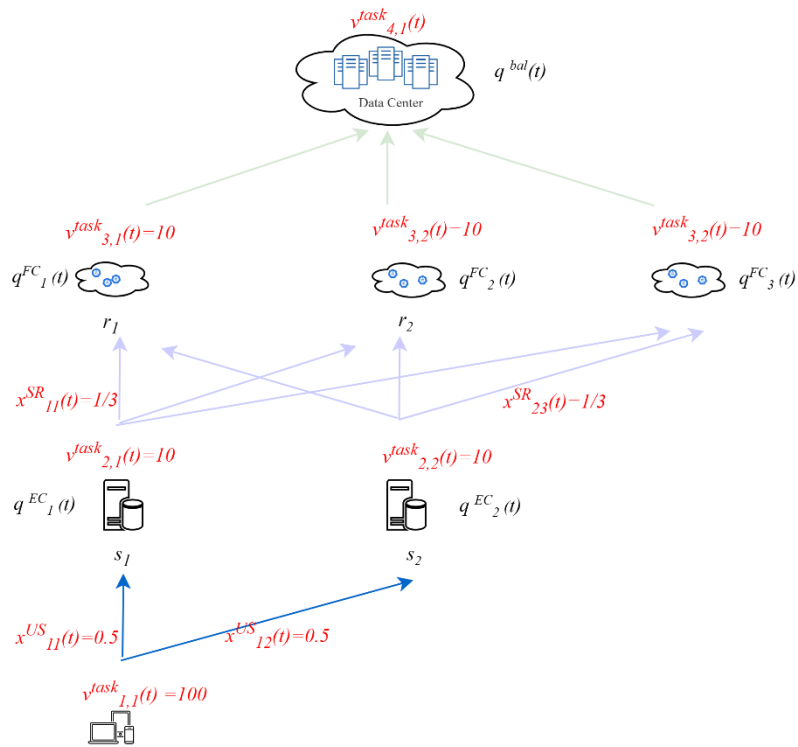 v^task_4,1(t)
q^bal(t)
Data Center
v^task_3,1(t)=10 v^task_3,2(t)−10 v^task_3,2(t)−10
q^FC_1(t) q^FC_2(t) q^FC_3(t)
r_1 r_2
x^SR_11(t)−1/3 x^SR_23(t)−1/3
v^task_2,1(t)=10 v^task_2,2(t)=10
q^EC_1(t) q^EC_2(t)
s_1 s_2
x^US_11(t)=0.5 x^US_12(t)=0.5
v^task_1,1(t) =100